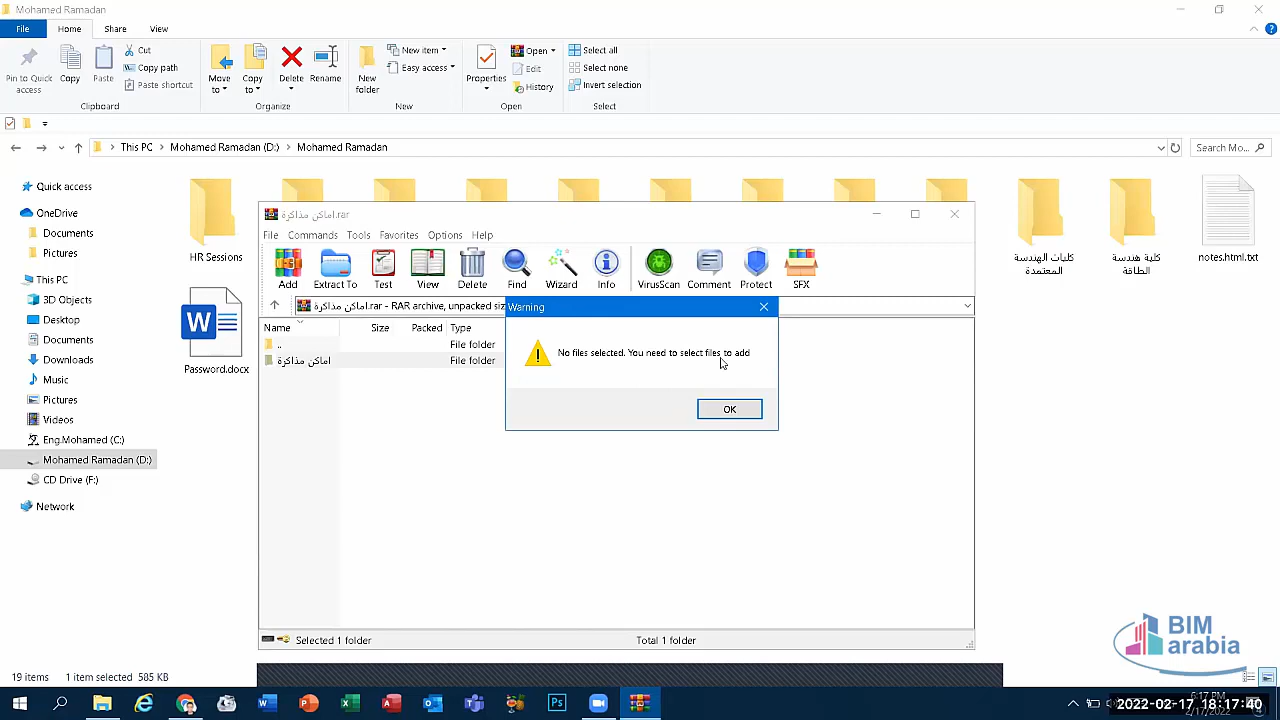 Mohamed Ramadan
File Home Share View
Pin to Quick access
Copy
Paste
Cut
Copy path
Paste shortcut
Clipboard
Move to
Copy to
Delete
Rename
Organize
New folder
New item
Easy access
New
Properties
Open
Edit
History
Open
Select all
Select none
Invert selection
Select
This PC > Mohamed Ramadan (D:) > Mohamed Ramadan
Search Mo...
Quick access
OneDrive
Documents
Pictures
This PC
3D Objects
Desktop
Documents
Downloads
Music
Pictures
Videos
Eng.Mohamed (C:)
Mohamed Ramadan (D:)
CD Drive (F:)
Network
HR Sessions
Password.docx
كليات الهندسة
المعتمدة
كلية هندسة
الطاقة
notes.htm.txt
اماكن مذاكرة.rar
File Commands Tools Favorites Options Help
Add Extract To Test View Delete Find Wizard Info VirusScan Comment Protect SFX
اماكن مذاكرة.rar - RAR archive, unpacked siz
Name Size Packed Type
.. File folder
اماكن مذاكرة File folder
Warning
No files selected. You need to select files to add
OK
Selected 1 folder
Total 1 folder
BIM
arabia
19 items 1 item selected 585 KB
6:17 PM
2022-02-17 18:17:40
2/17/2022